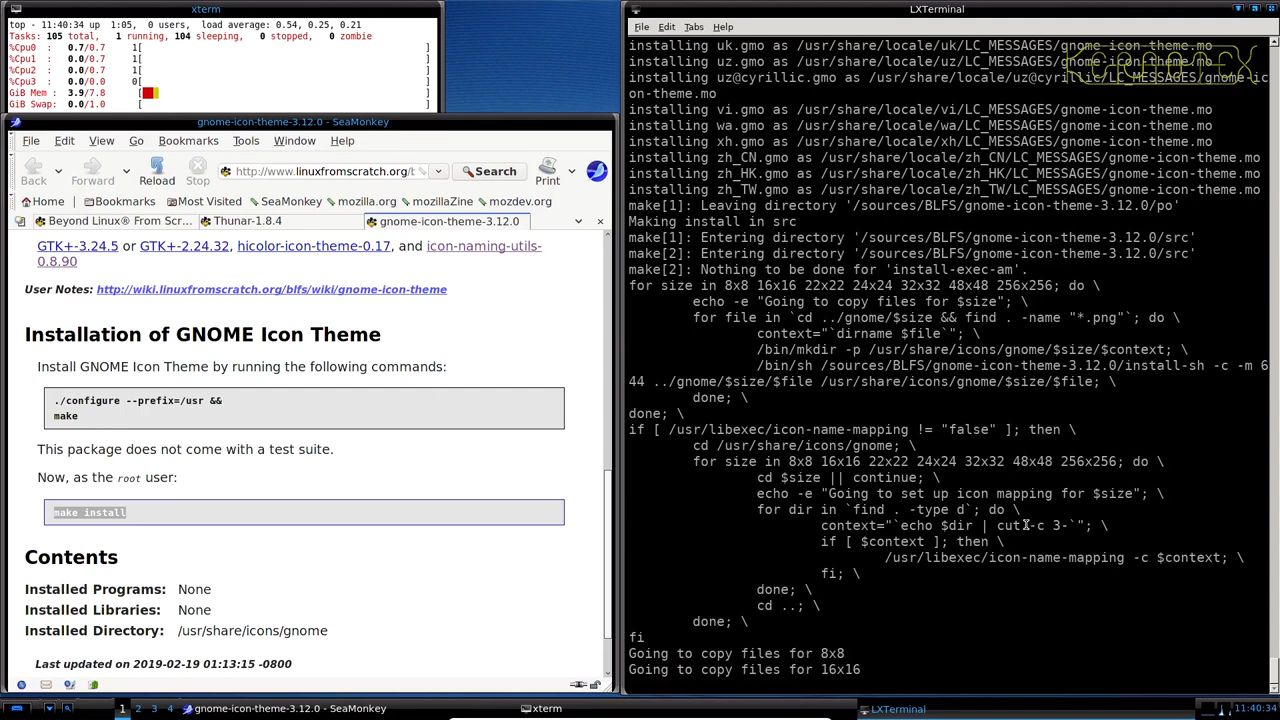 xterm
top - 11:40:34 up  1:05,  0 users,  load average: 0.54, 0.25, 0.21
Tasks: 105 total,   1 running, 104 sleeping,   0 stopped,   0 zombie
%Cpu0  :   0.7/0.7     1[                    ]
%Cpu1  :   0.7/0.7     1[                    ]
%Cpu2  :   0.7/0.7     1[                    ]
%Cpu3  :   0.0/0.0     0[                    ]
GiB Mem :  3.9/7.8      [                    ]
GiB Swap:  0.0/1.0      [                    ]
gnome-icon-theme-3.12.0 - SeaMonkey
File Edit View Go Bookmarks Tools Window Help
Back Forward Reload Stop http://www.linuxfromscratch.org/b Search Print
Home Bookmarks Most Visited SeaMonkey mozilla.org mozillaZine mozdev.org
Beyond Linux® From Scr... Thunar-1.8.4 gnome-icon-theme-3.12.0
GTK+-3.24.5 or GTK+-2.24.32, hicolor-icon-theme-0.17, and icon-naming-utils-
0.8.90
User Notes: http://wiki.linuxfromscratch.org/blfs/wiki/gnome-icon-theme
Installation of GNOME Icon Theme
Install GNOME Icon Theme by running the following commands:
./configure --prefix=/usr &&
make
This package does not come with a test suite.
Now, as the root user:
make install
Contents
Installed Programs: None
Installed Libraries: None
Installed Directory: /usr/share/icons/gnome
Last updated on 2019-02-19 01:13:15 -0800
LXTerminal
File Edit Tabs Help
installing uk.gmo as /usr/share/locale/uk/LC_MESSAGES/gnome-icon-theme.mo
installing uz.gmo as /usr/share/locale/uz/LC_MESSAGES/gnome-icon-theme.mo
installing uz@cyrillic.gmo as /usr/share/locale/uz@cyrillic/LC_MESSAGES/gnome-ic
on-theme.mo
installing vi.gmo as /usr/share/locale/vi/LC_MESSAGES/gnome-icon-theme.mo
installing wa.gmo as /usr/share/locale/wa/LC_MESSAGES/gnome-icon-theme.mo
installing xh.gmo as /usr/share/locale/xh/LC_MESSAGES/gnome-icon-theme.mo
installing zh_CN.gmo as /usr/share/locale/zh_CN/LC_MESSAGES/gnome-icon-theme.mo
installing zh_HK.gmo as /usr/share/locale/zh_HK/LC_MESSAGES/gnome-icon-theme.mo
installing zh_TW.gmo as /usr/share/locale/zh_TW/LC_MESSAGES/gnome-icon-theme.mo
make[1]: Leaving directory '/sources/BLFS/gnome-icon-theme-3.12.0/po'
Making install in src
make[1]: Entering directory '/sources/BLFS/gnome-icon-theme-3.12.0/src'
make[2]: Entering directory '/sources/BLFS/gnome-icon-theme-3.12.0/src'
make[2]: Nothing to be done for 'install-exec-am'.
for size in 8x8 16x16 22x22 24x24 32x32 48x48 256x256; do \
        echo -e "Going to copy files for $size"; \
        for file in `cd ../gnome/$size && find . -name "*.png"`; do \
                context="`dirname $file`"; \
                /bin/mkdir -p /usr/share/icons/gnome/$size/$context; \
                /bin/sh /sources/BLFS/gnome-icon-theme-3.12.0/install-sh -c -m 6
44 ../gnome/$size/$file /usr/share/icons/gnome/$size/$file; \
        done; \
done; \
if [ /usr/libexec/icon-name-mapping != "false" ]; then \
        cd /usr/share/icons/gnome; \
        for size in 8x8 16x16 22x22 24x24 32x32 48x48 256x256; do \
                cd $size || continue; \
                echo -e "Going to set up icon mapping for $size"; \
                for dir in `find . -type d`; do \
                        context="`echo $dir | cut -c 3-`"; \
                        if [ $context ]; then \
                                /usr/libexec/icon-name-mapping -c $context; \
                        fi; \
                done; \
                cd ..; \
        done; \
fi
Going to copy files for 8x8
Going to copy files for 16x16
1 2 3 4 gnome-icon-theme-3.12.0 - SeaMonkey xterm LXTerminal 11:40:34